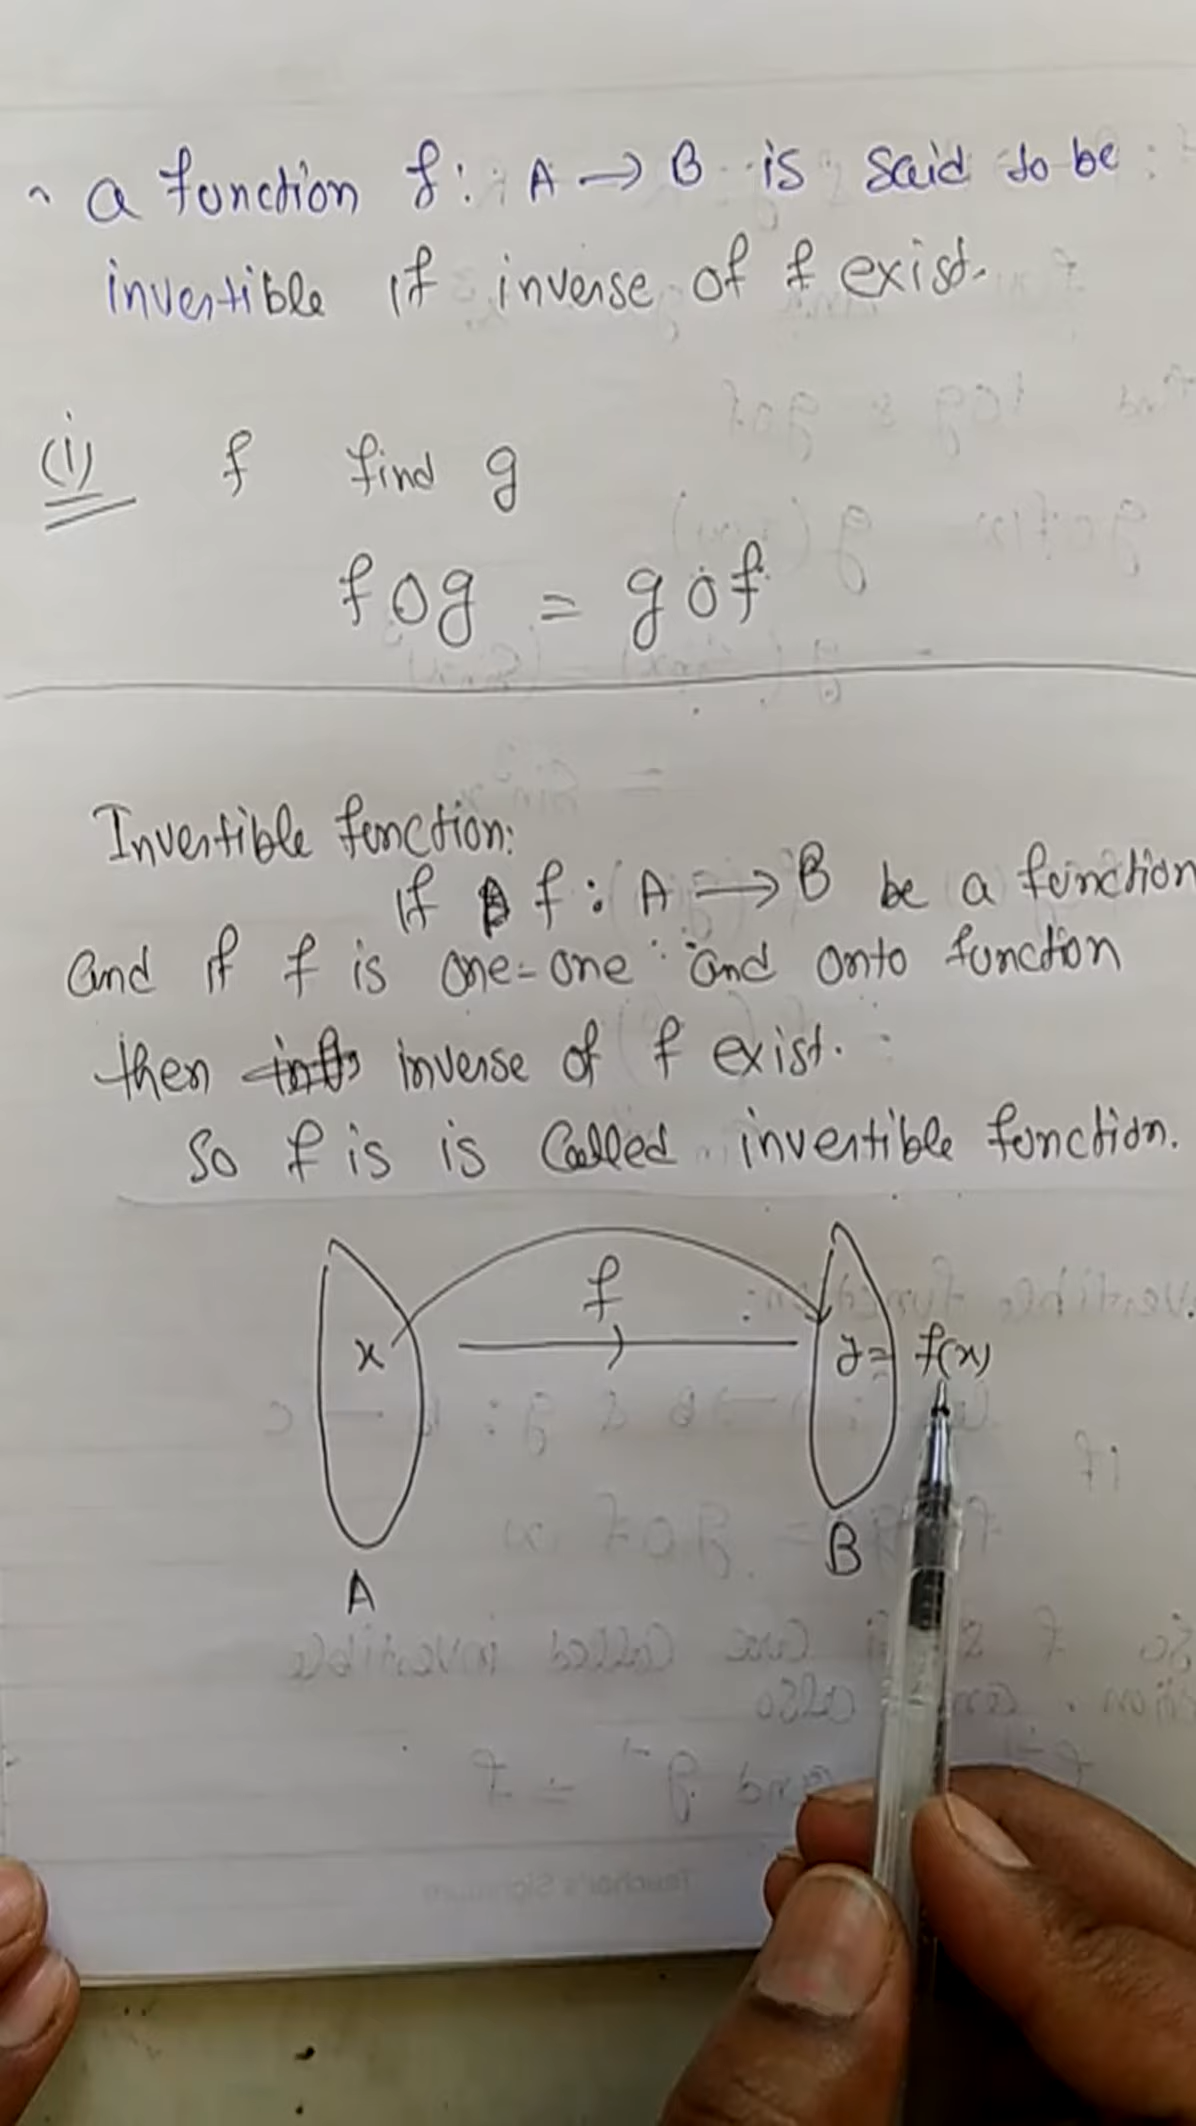 a function f: A → B is said to be
invertible if inverse of f exist.
(i) f find g
fog = gof
Invertible function:
If f : A → B be a function
and if f is one-one and onto function
then inverse of f exist.
So f is is Called invertible function.
f
x y= f(x)
A B